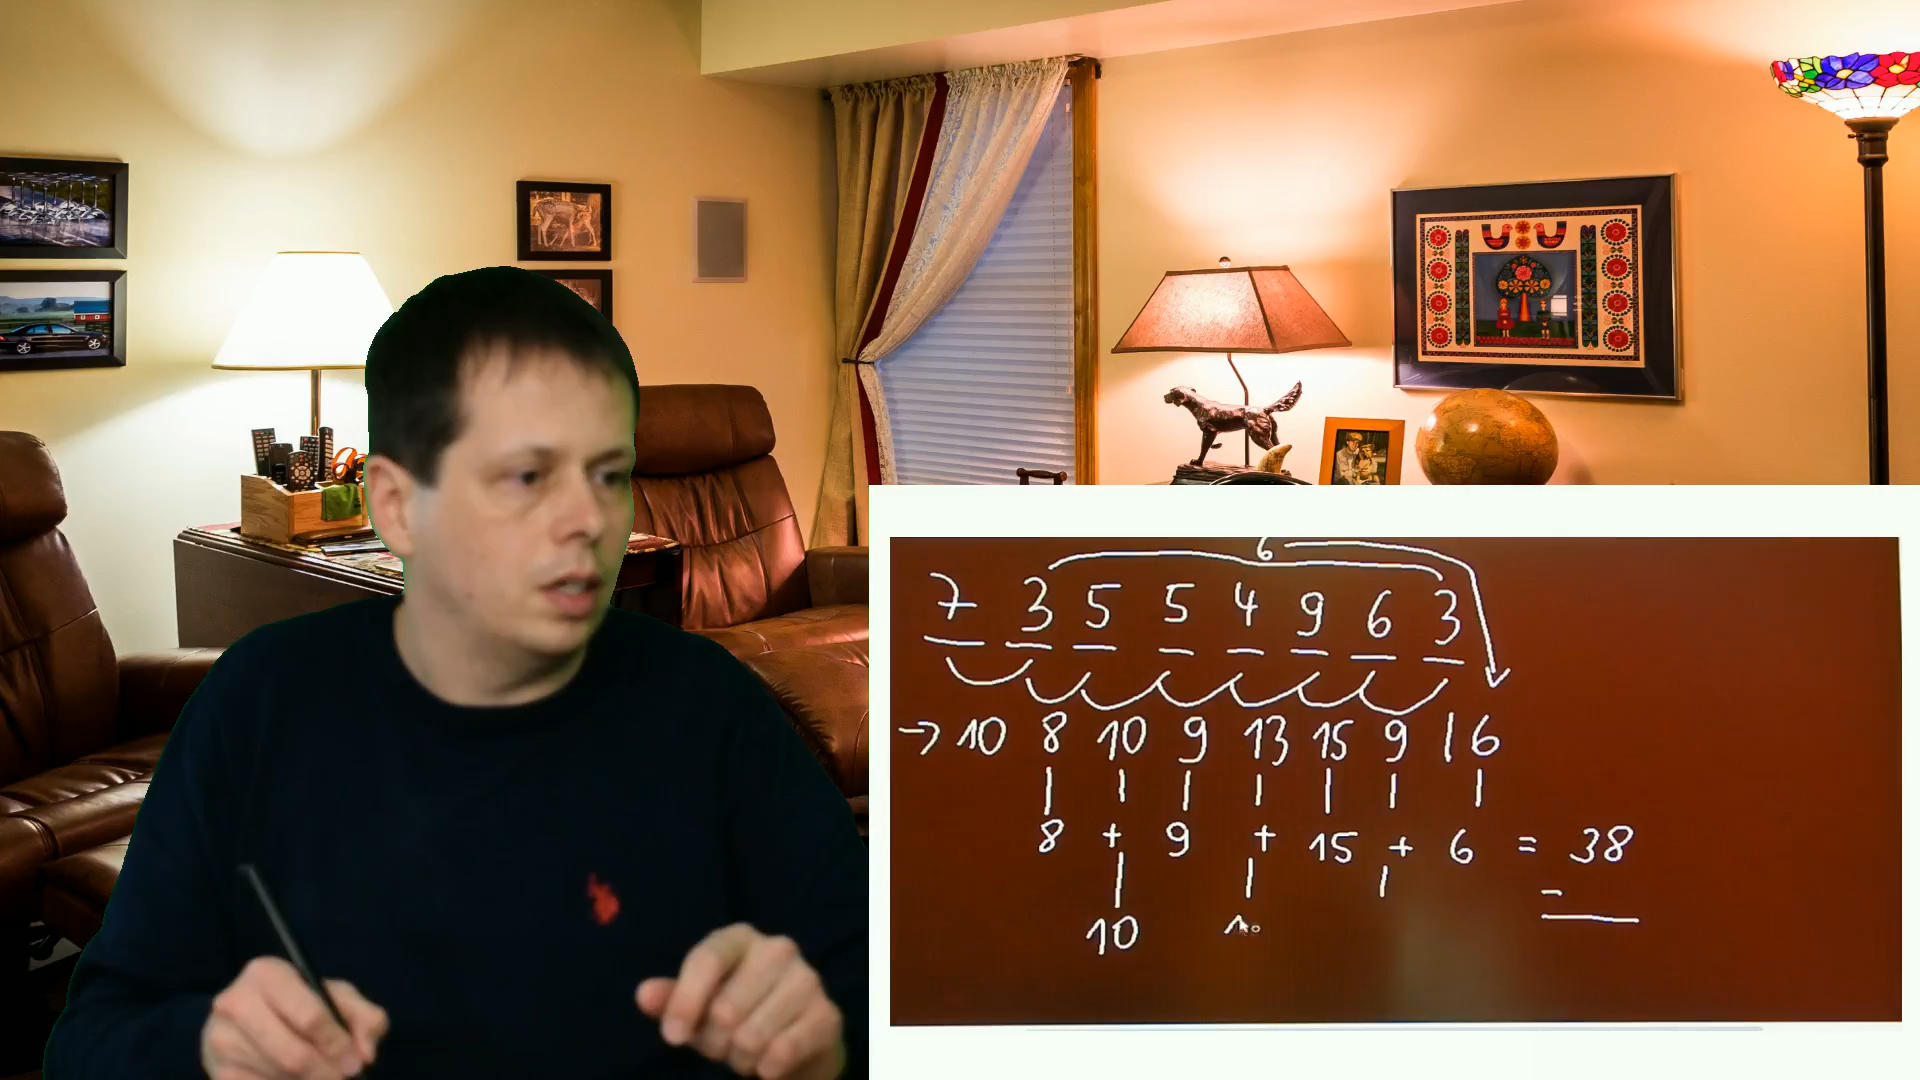 6
7 3 5 5 4 9 6 3
→ 10 8 10 9 13 15 9 | 6
8 + 9 + 15 + 6 = 38
-
10